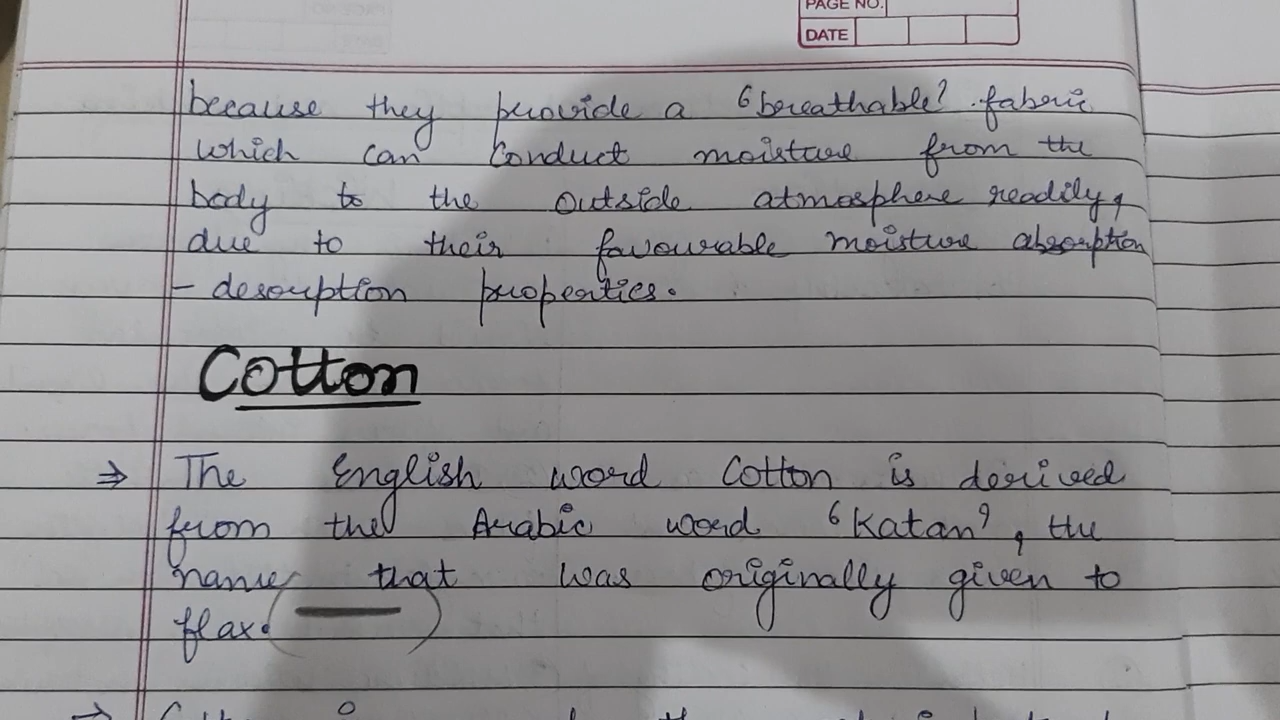 PAGE NO.
DATE
because they provide a 'breathable' fabric
which can conduct moisture from the
body to the outside atmosphere readily,
due to their favourable moisture absorption
- desorption properties.
Cotton
⇒ The English word Cotton is derived
from the Arabic word 'Katan', the
name that was originally given to
flax.